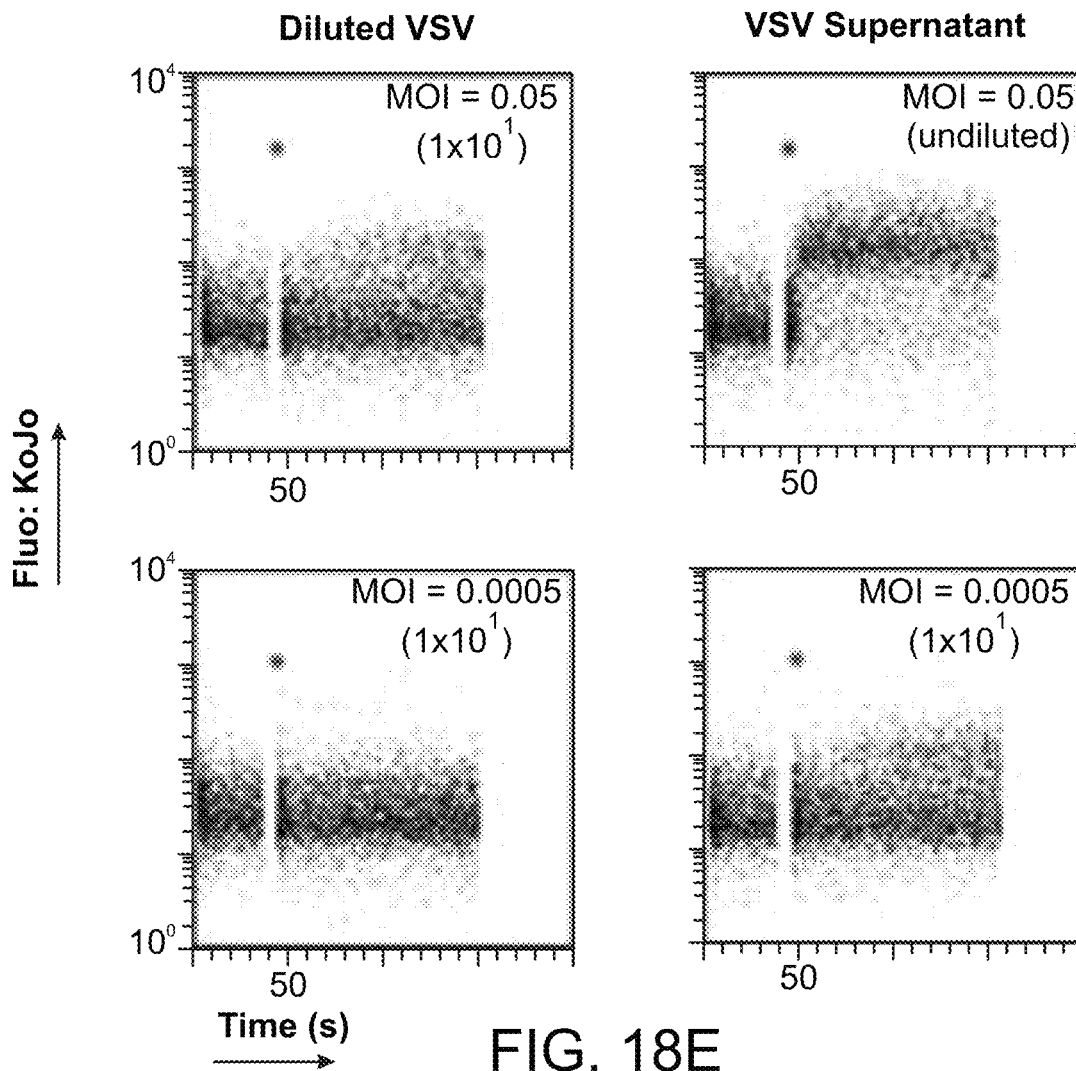 Diluted VSV
VSV Supernatant
10⁴
MOI = 0.05
(1x10¹)
MOI = 0.05
(undiluted)
*
*
10⁰
50
50
Fluo: KoJo
10⁴
MOI = 0.0005
(1x10¹)
MOI = 0.0005
(1x10¹)
*
*
10⁰
50
50
Time (s)
FIG. 18E